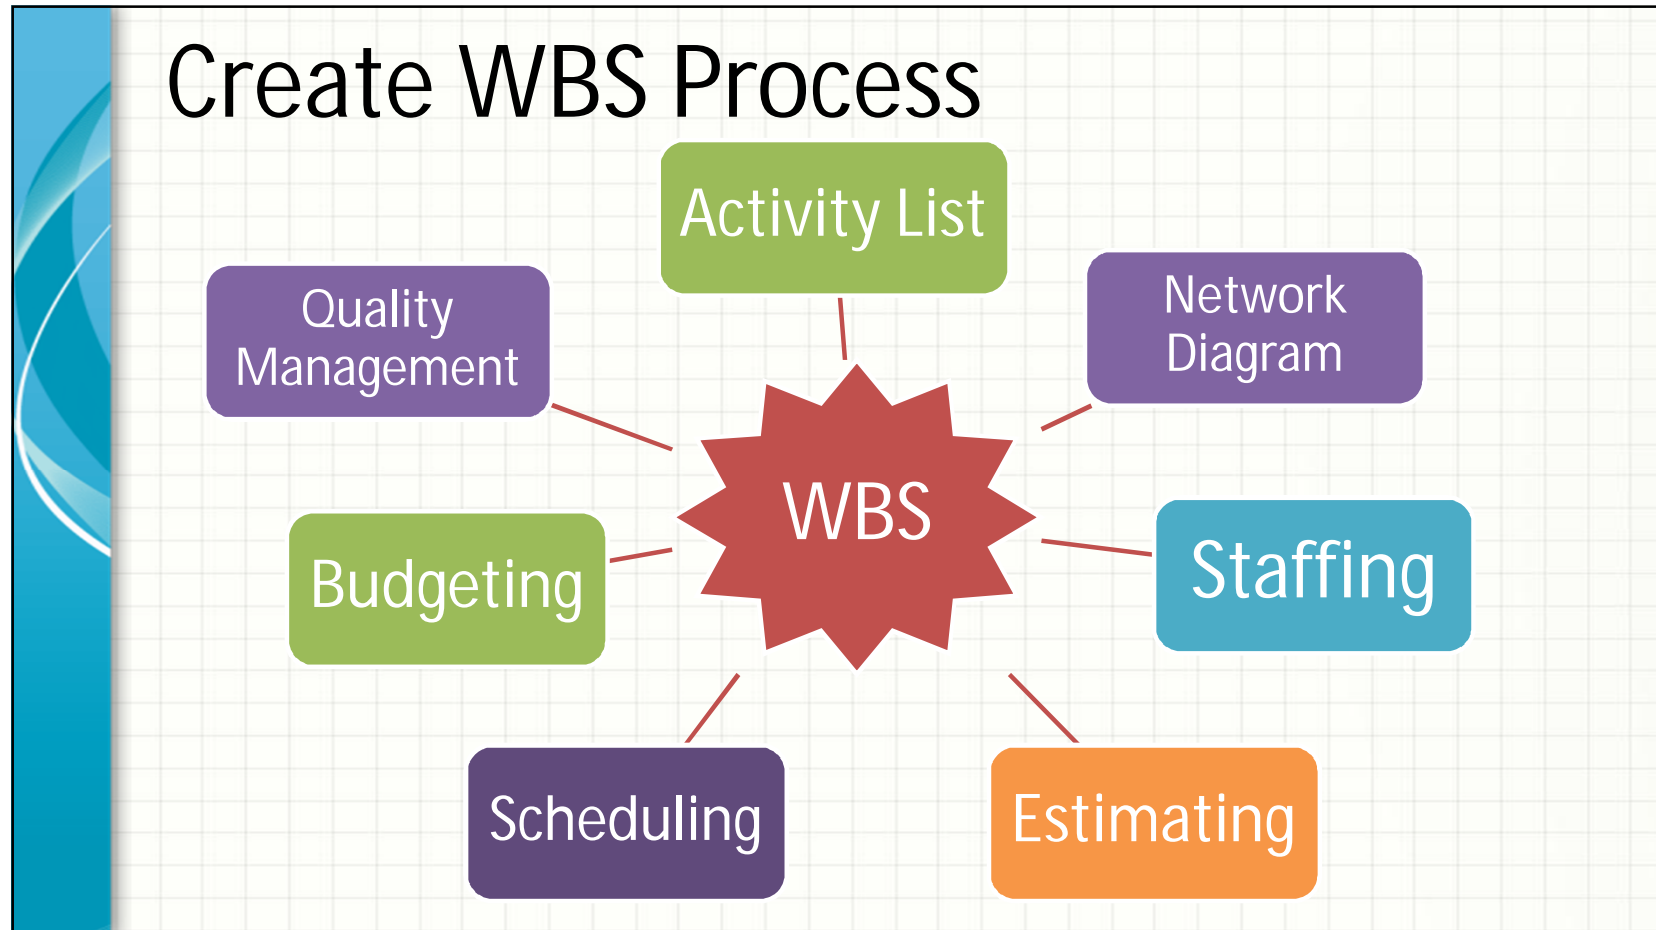 Create WBS Process
Activity List
Quality
Management
Network
Diagram
WBS
Budgeting
Staffing
Scheduling
Estimating